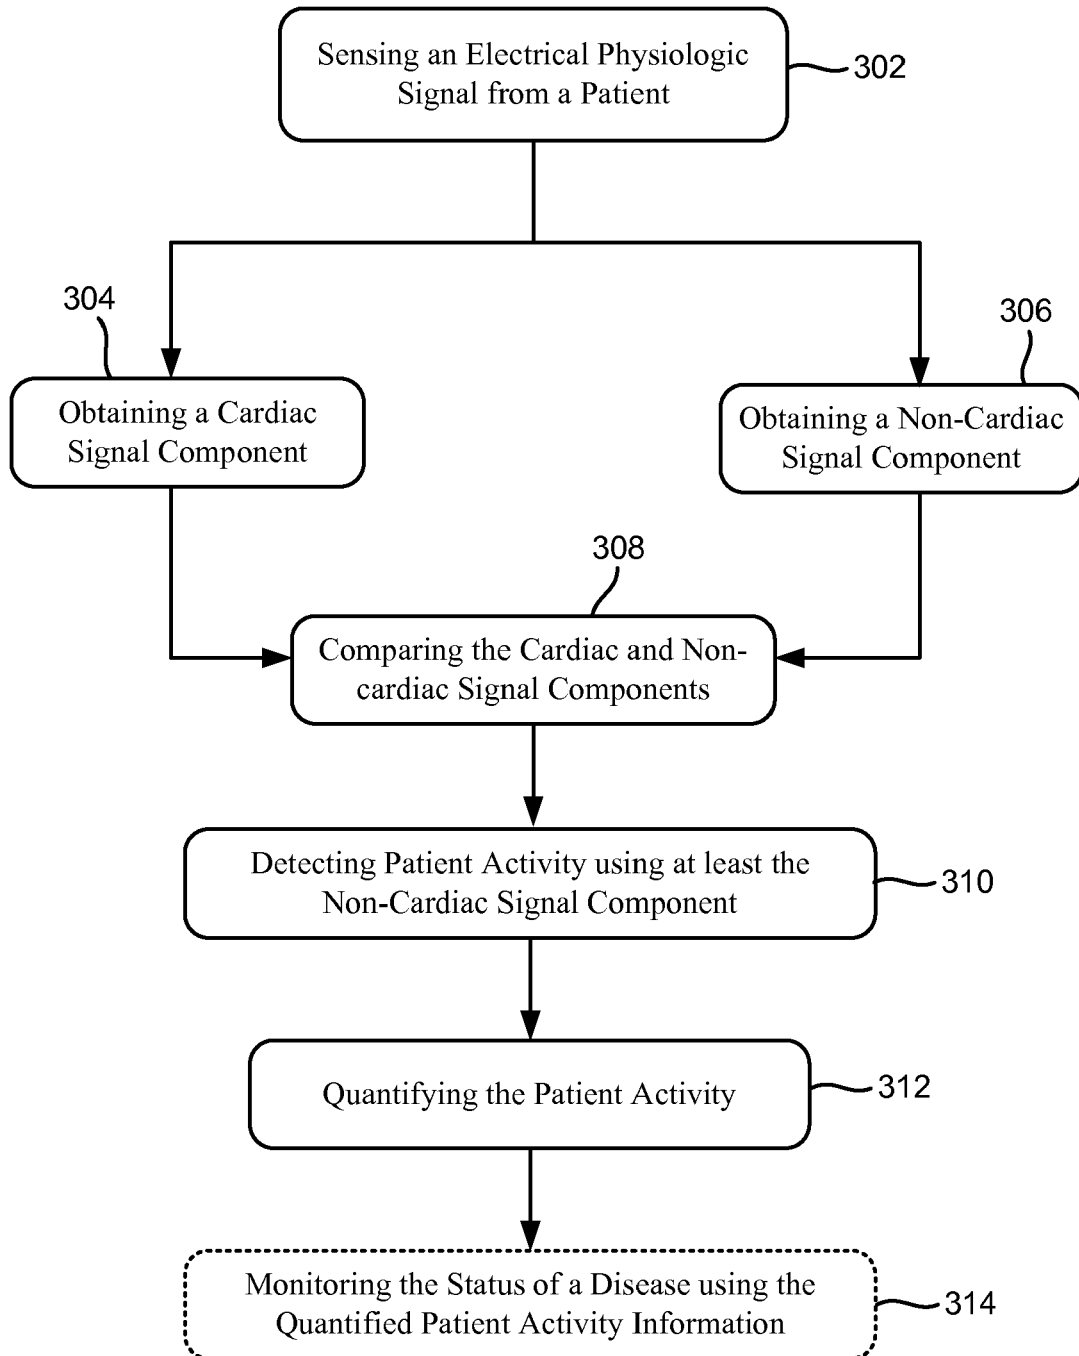 Sensing an Electrical Physiologic
Signal from a Patient
302
304
306
Obtaining a Cardiac
Signal Component
Obtaining a Non-Cardiac
Signal Component
308
Comparing the Cardiac and Non-
cardiac Signal Components
Detecting Patient Activity using at least the
Non-Cardiac Signal Component
310
Quantifying the Patient Activity
312
Monitoring the Status of a Disease using the
Quantified Patient Activity Information
314